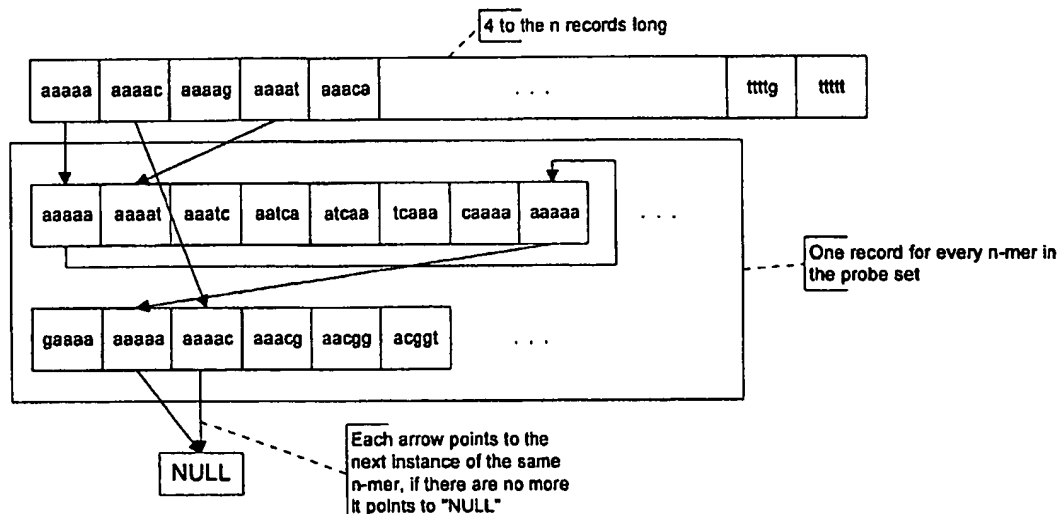 4 to the n records long
aaaaa aaaac aaaag aaaat aaaca . . . ttttg ttttt
aaaaa aaaat aaatc aatca atcaa tcaaa caaaa aaaaa . . .
One record for every n-mer in
the probe set
gaaaa aaaaa aaaac aaacg aacgg acggt . . .
Each arrow points to the
next instance of the same
n-mer, if there are no more
it points to "NULL"
NULL